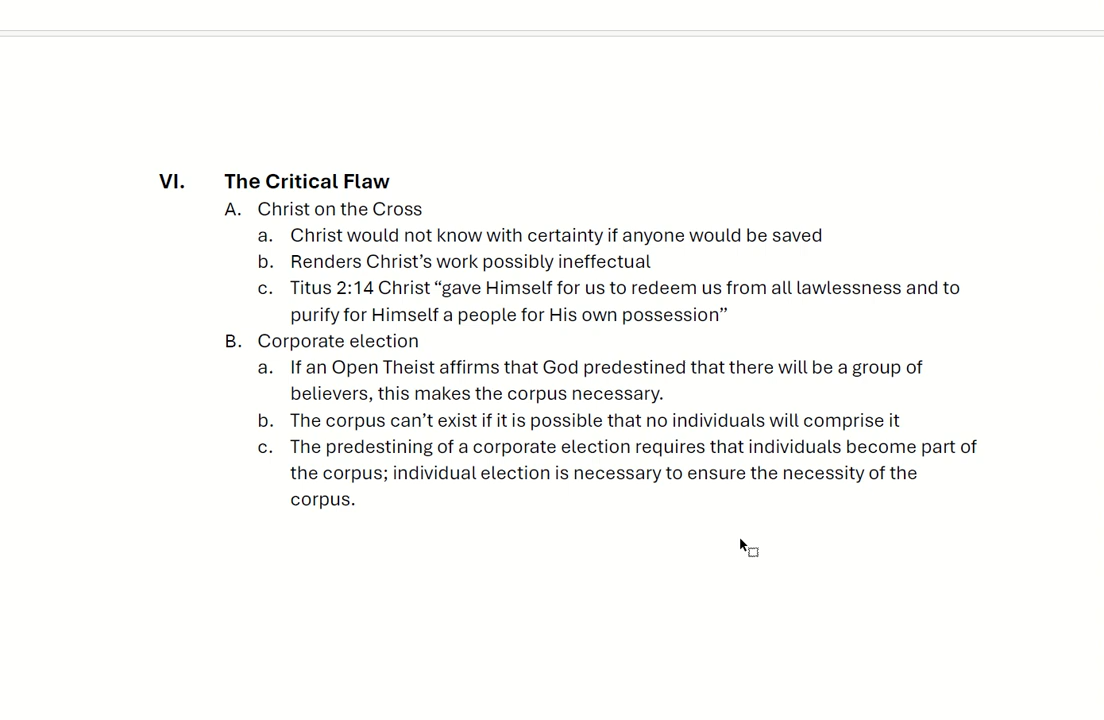 VI. The Critical Flaw
A. Christ on the Cross
a. Christ would not know with certainty if anyone would be saved
b. Renders Christ’s work possibly ineffectual
c. Titus 2:14 Christ “gave Himself for us to redeem us from all lawlessness and to
purify for Himself a people for His own possession”
B. Corporate election
a. If an Open Theist affirms that God predestined that there will be a group of
believers, this makes the corpus necessary.
b. The corpus can’t exist if it is possible that no individuals will comprise it
c. The predestining of a corporate election requires that individuals become part of
the corpus; individual election is necessary to ensure the necessity of the
corpus.